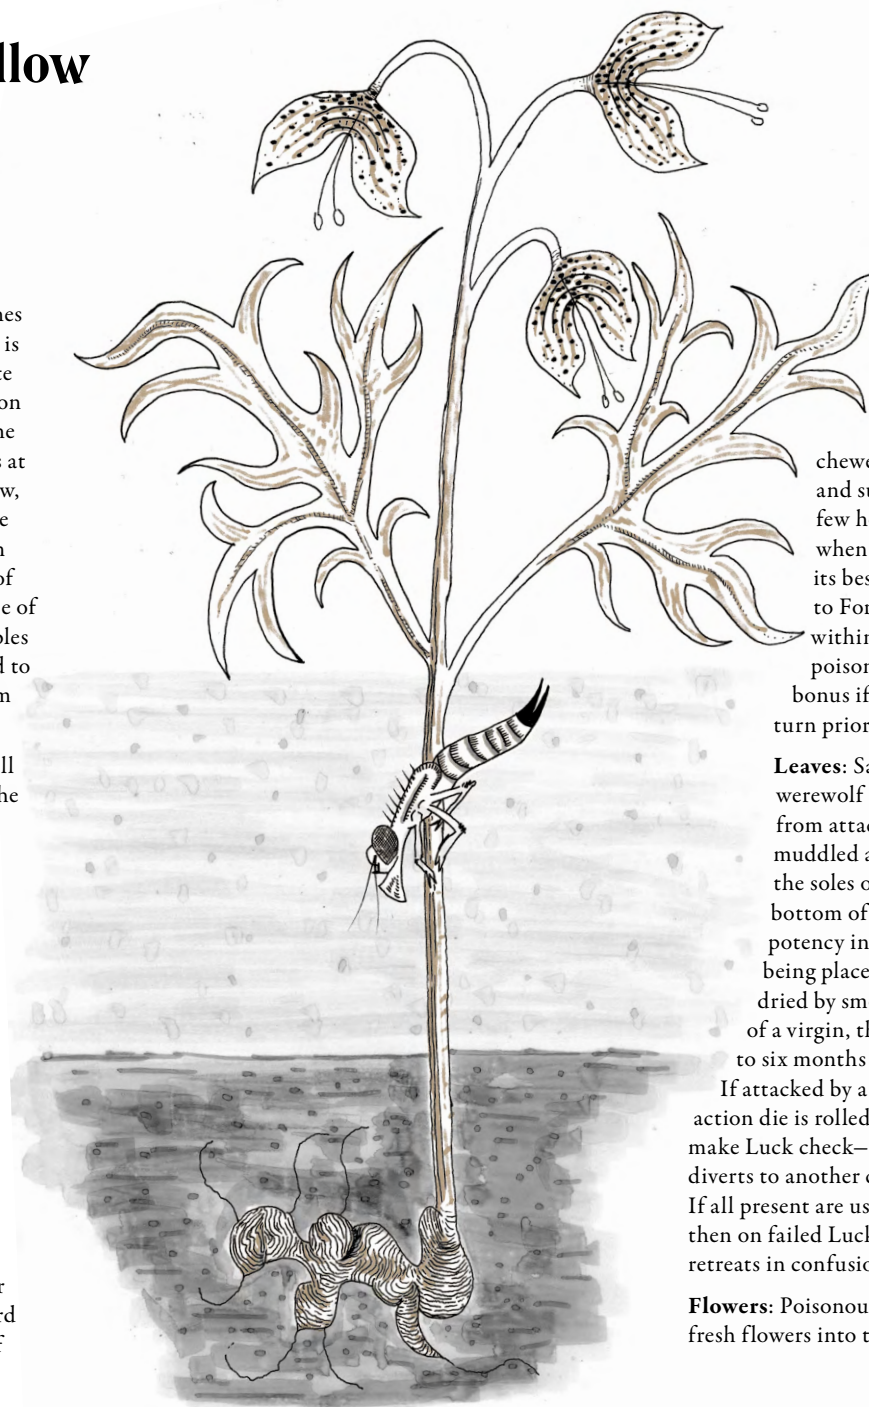 llow
nes
is
te
on
ne
s at
w,
e
n
of
e of
oles
d to
m
ll
he
r
rd
f
chewe
and su
few h
when
its bes
to For
within
poison
bonus if
turn prior
Leaves: Sa
werewolf
from attac
muddled a
the soles o
bottom of
potency in
being place
dried by sm
of a virgin, th
to six months
If attacked by a
action die is rolled
make Luck check—
diverts to another c
If all present are us
then on failed Luck
retreats in confusio
Flowers: Poisonou
fresh flowers into t